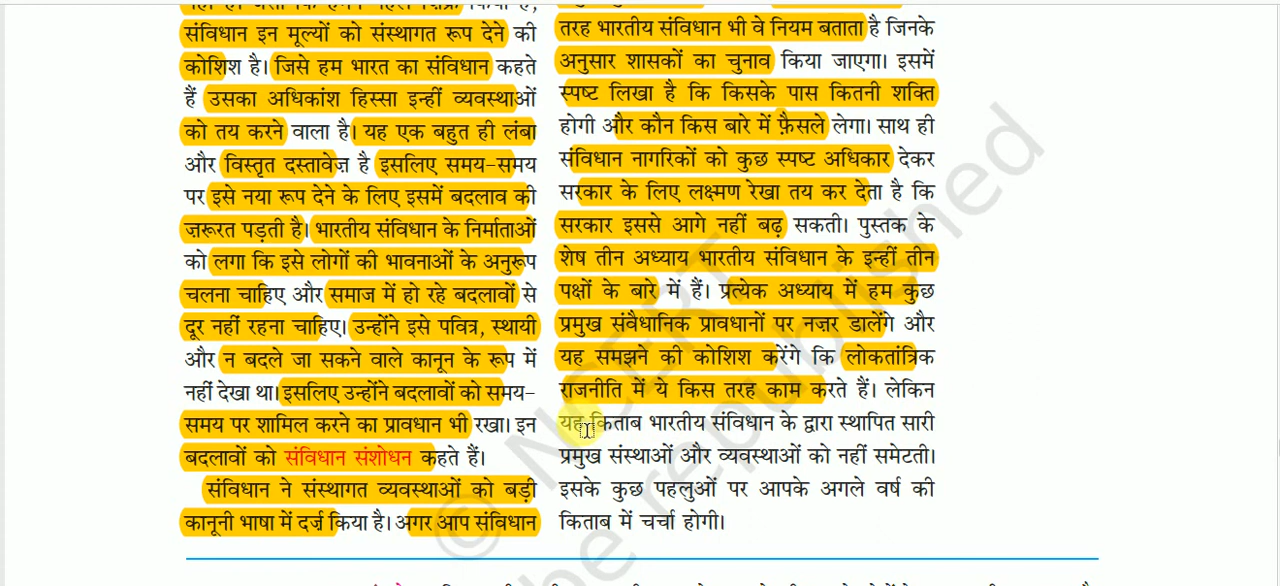 संविधान इन मूल्यों को संस्थागत रूप देने की
कोशिश है। जिसे हम भारत का संविधान कहते
हैं उसका अधिकांश हिस्सा इन्हीं व्यवस्थाओं
को तय करने वाला है। यह एक बहुत ही लंबा
और विस्तृत दस्तावेज़ है इसलिए समय-समय
पर इसे नया रूप देने के लिए इसमें बदलाव की
ज़रूरत पड़ती है। भारतीय संविधान के निर्माताओं
को लगा कि इसे लोगों की भावनाओं के अनुरूप
चलना चाहिए और समाज में हो रहे बदलावों से
दूर नहीं रहना चाहिए। उन्होंने इसे पवित्र, स्थायी
और न बदले जा सकने वाले कानून के रूप में
नहीं देखा था। इसलिए उन्होंने बदलावों को समय-
समय पर शामिल करने का प्रावधान भी रखा। इन
बदलावों को संविधान संशोधन कहते हैं।
संविधान ने संस्थागत व्यवस्थाओं को बड़ी
कानूनी भाषा में दर्ज किया है। अगर आप संविधान
तरह भारतीय संविधान भी वे नियम बताता है जिनके
अनुसार शासकों का चुनाव किया जाएगा। इसमें
स्पष्ट लिखा है कि किसके पास कितनी शक्ति
होगी और कौन किस बारे में फ़ैसले लेगा। साथ ही
संविधान नागरिकों को कुछ स्पष्ट अधिकार देकर
सरकार के लिए लक्ष्मण रेखा तय कर देता है कि
सरकार इससे आगे नहीं बढ़ सकती। पुस्तक के
शेष तीन अध्याय भारतीय संविधान के इन्हीं तीन
पक्षों के बारे में हैं। प्रत्येक अध्याय में हम कुछ
प्रमुख संवैधानिक प्रावधानों पर नज़र डालेंगे और
यह समझने की कोशिश करेंगे कि लोकतांत्रिक
राजनीति में ये किस तरह काम करते हैं। लेकिन
यह किताब भारतीय संविधान के द्वारा स्थापित सारी
प्रमुख संस्थाओं और व्यवस्थाओं को नहीं समेटती।
इसके कुछ पहलुओं पर आपके अगले वर्ष की
किताब में चर्चा होगी।
© NCERT
be republished